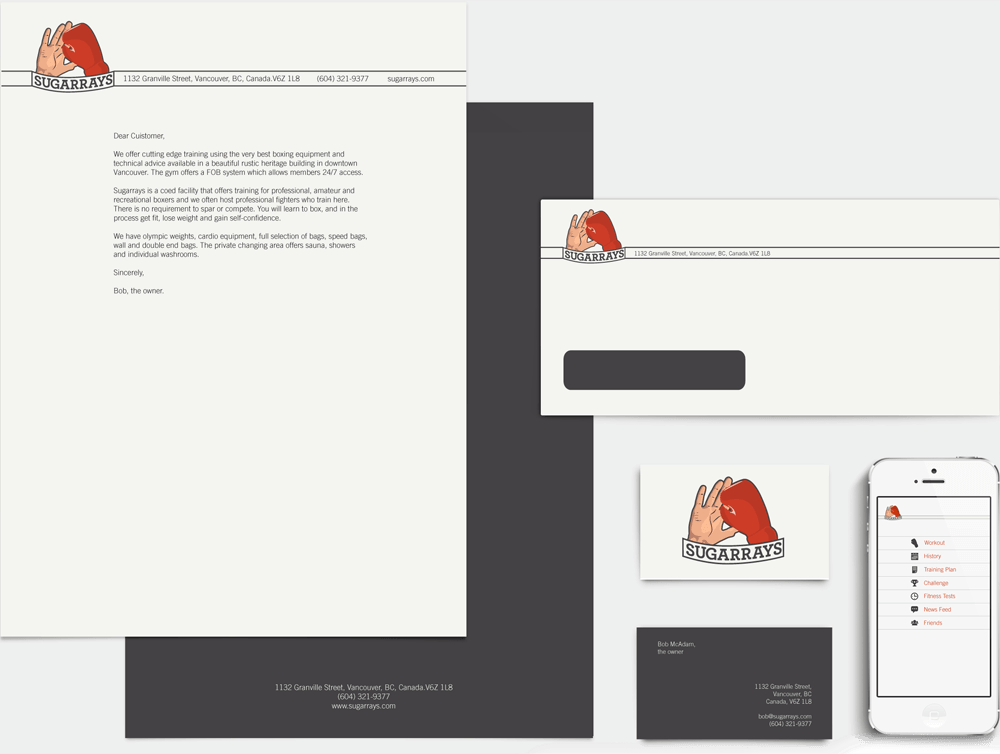 SUGARRAYS
1132 Granville Street, Vancouver, BC, Canada.V6Z 1L8 (604) 321-9377 sugarrays.com
Dear Cuistomer,
We offer cutting edge training using the very best boxing equipment and
technical advice available in a beautiful rustic heritage building in downtown
Vancouver. The gym offers a FOB system which allows members 24/7 access.
Sugarrays is a coed facility that offers training for professional, amateur and
recreational boxers and we often host professional fighters who train here.
There is no requirement to spar or compete. You will learn to box, and in the
process get fit, lose weight and gain self-confidence.
We have olympic weights, cardio equipment, full selection of bags, speed bags,
wall and double end bags. The private changing area offers sauna, showers
and individual washrooms.
Sincerely,
Bob, the owner.
1132 Granville Street, Vancouver, BC, Canada.V6Z 1L8
(604) 321-9377
www.sugarrays.com
SUGARRAYS
1132 Granville Street, Vancouver, BC, Canada.V6Z 1L8
SUGARRAYS
Bob McAdam,
the owner
1132 Granville Street,
Vancouver, BC
Canada, V6Z 1L8
bob@sugarrays.com
(604) 321-9377
Workout
History
Training Plan
Challenge
Fitness Tests
News Feed
Friends